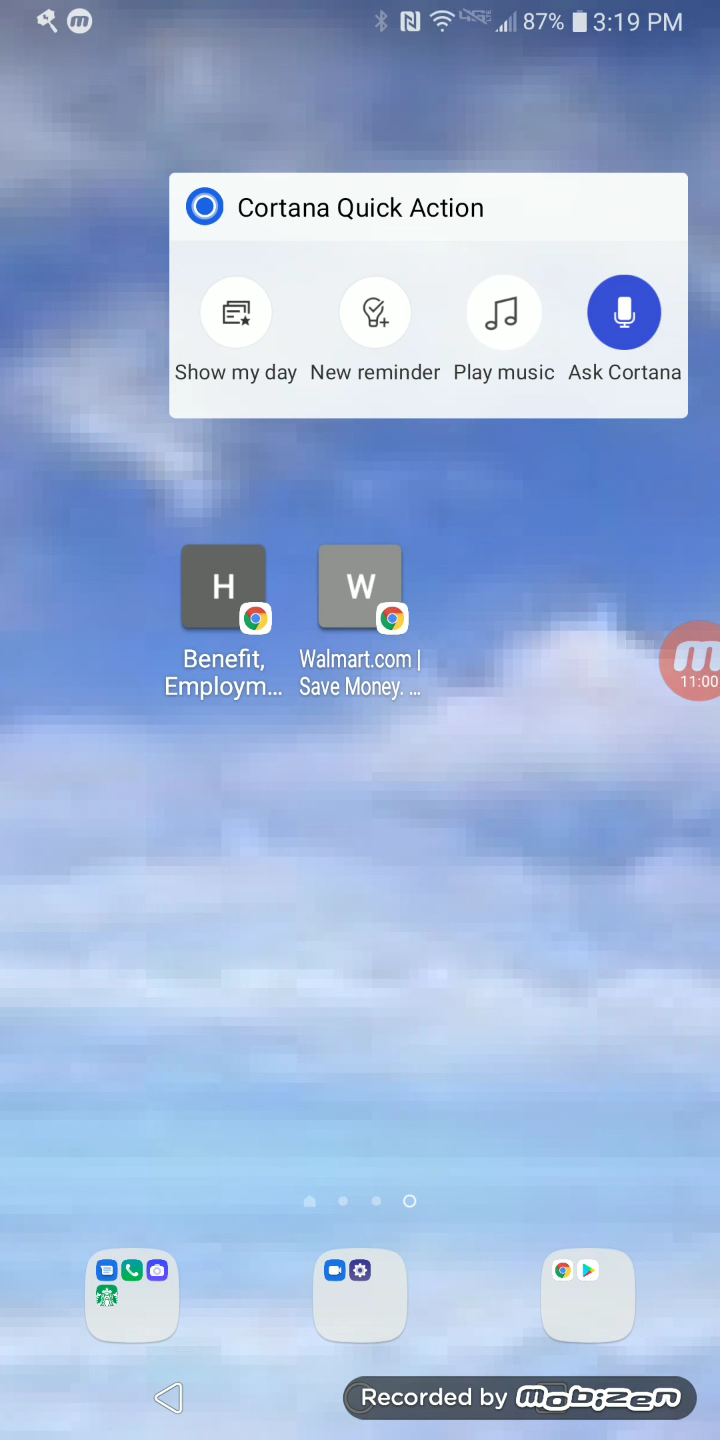 87% 3:19 PM
Cortana Quick Action
Show my day New reminder Play music Ask Cortana
H W
Benefit, Walmart.com |
Employm... Save Money. ...
11:00
Recorded by mobizen